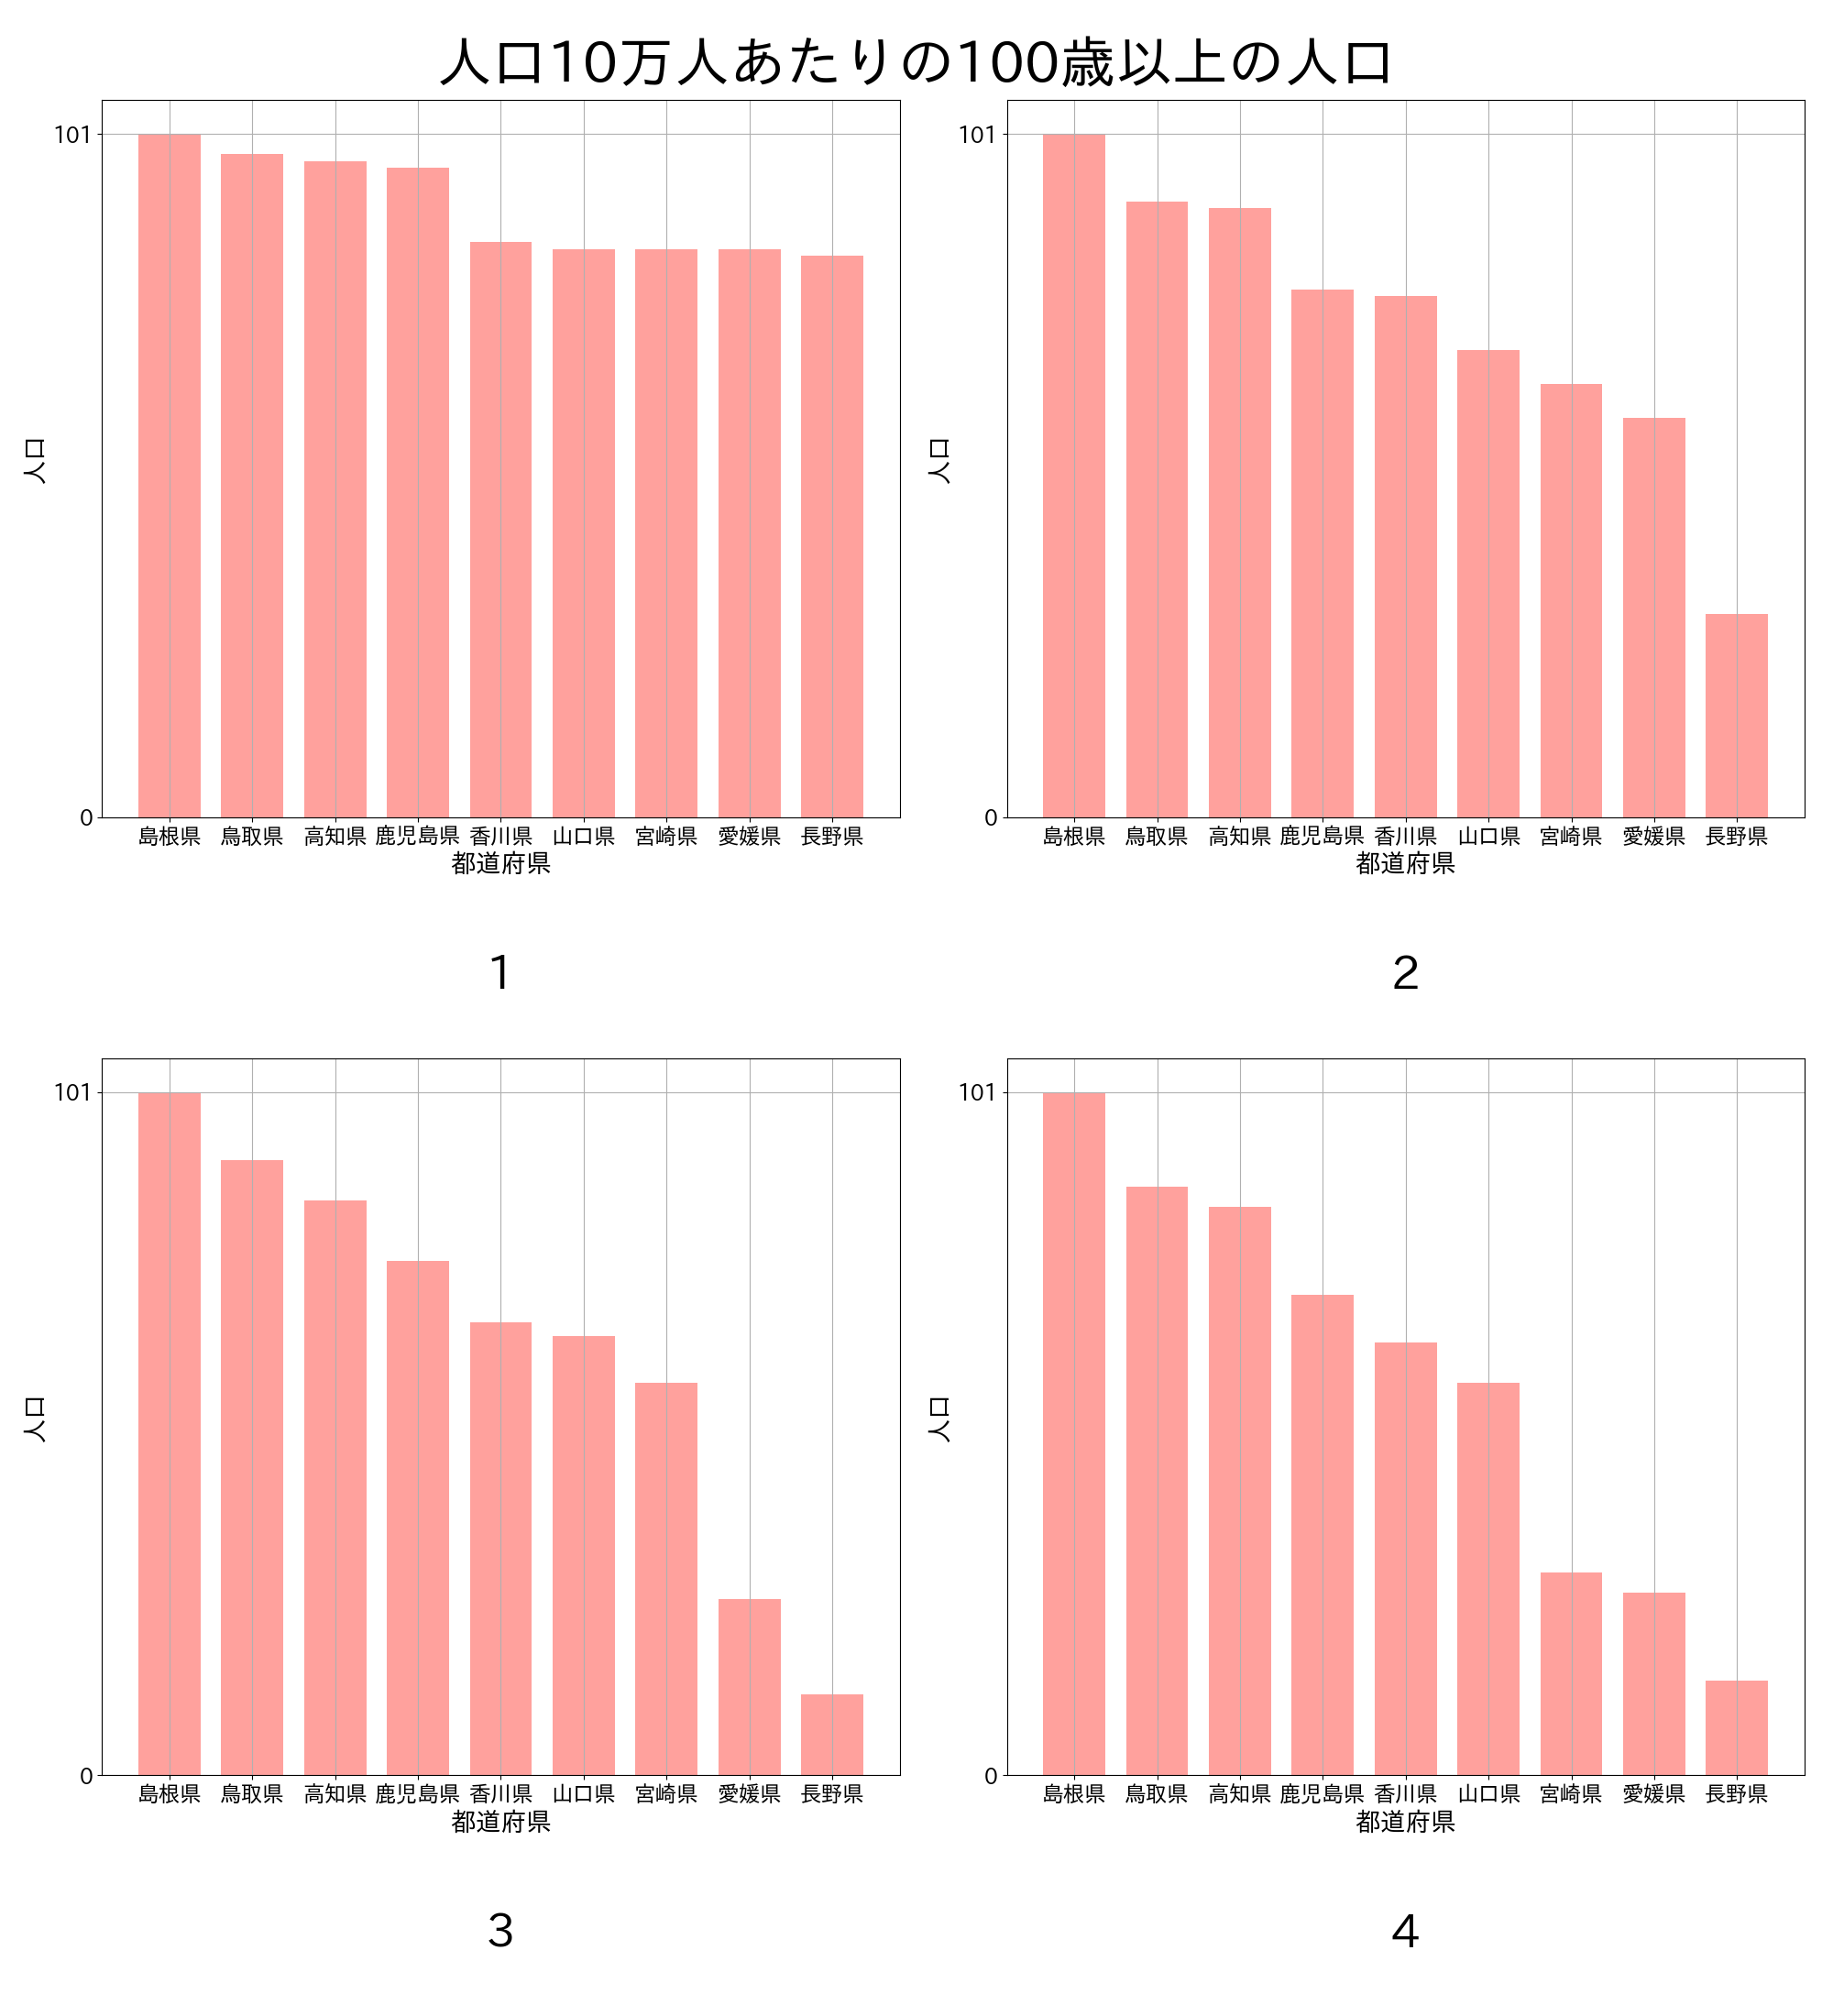 人口10万人あたりの100歳以上の人口
101
0
人口
島根県 鳥取県 高知県 鹿児島県 香川県 山口県 宮崎県 愛媛県 長野県
都道府県
1
101
0
人口
島根県 鳥取県 高知県 鹿児島県 香川県 山口県 宮崎県 愛媛県 長野県
都道府県
2
101
0
人口
島根県 鳥取県 高知県 鹿児島県 香川県 山口県 宮崎県 愛媛県 長野県
都道府県
3
101
0
人口
島根県 鳥取県 高知県 鹿児島県 香川県 山口県 宮崎県 愛媛県 長野県
都道府県
4